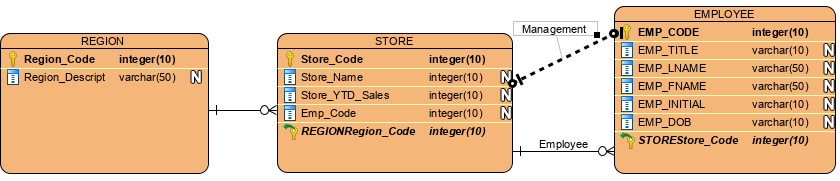 REGION
Region_Code integer(10)
Region_Descript varchar(50) N
STORE
Store_Code integer(10)
Store_Name integer(10) N
Store_YTD_Sales integer(10) N
Emp_Code integer(10) N
REGIONRegion_Code integer(10)
Management
Employee
EMPLOYEE
EMP_CODE integer(10)
EMP_TITLE varchar(10) N
EMP_LNAME varchar(50) N
EMP_FNAME varchar(50) N
EMP_INITIAL varchar(10) N
EMP_DOB varchar(10) N
STOREStore_Code integer(10)